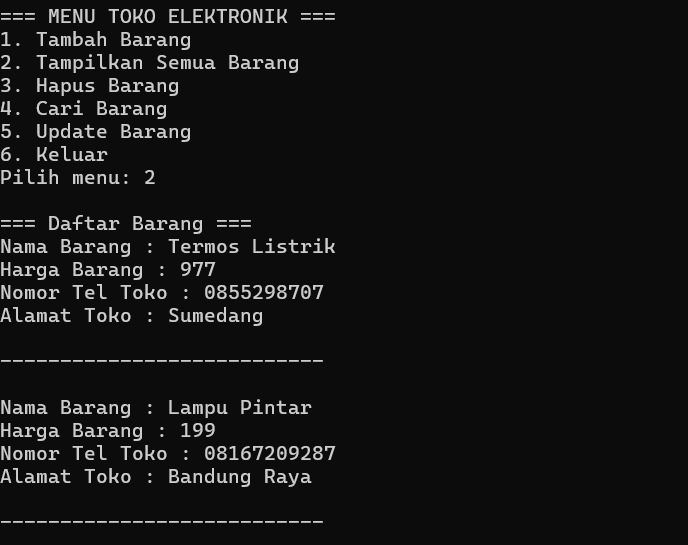 === MENU TOKO ELEKTRONIK ===
1. Tambah Barang
2. Tampilkan Semua Barang
3. Hapus Barang
4. Cari Barang
5. Update Barang
6. Keluar
Pilih menu: 2
=== Daftar Barang ===
Nama Barang : Termos Listrik
Harga Barang : 977
Nomor Tel Toko : 0855298707
Alamat Toko : Sumedang
---------------------------
Nama Barang : Lampu Pintar
Harga Barang : 199
Nomor Tel Toko : 08167209287
Alamat Toko : Bandung Raya
---------------------------